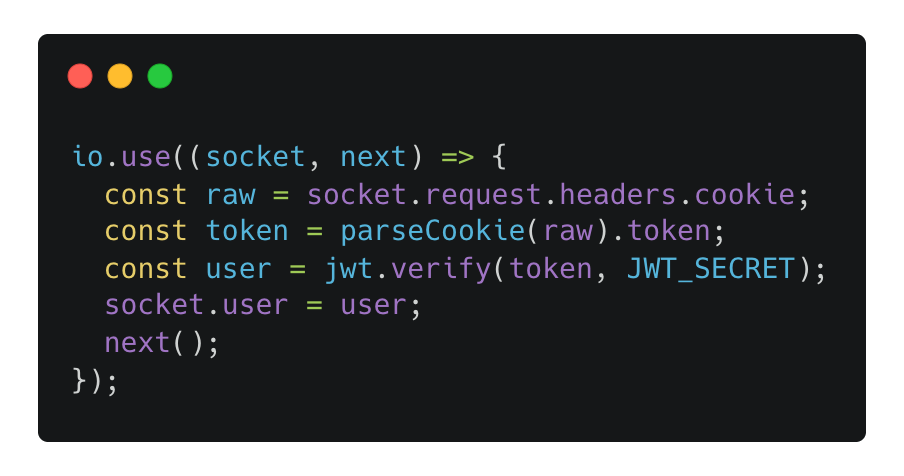 io.use((socket, next) => {
  const raw = socket.request.headers.cookie;
  const token = parseCookie(raw).token;
  const user = jwt.verify(token, JWT_SECRET);
  socket.user = user;
  next();
});